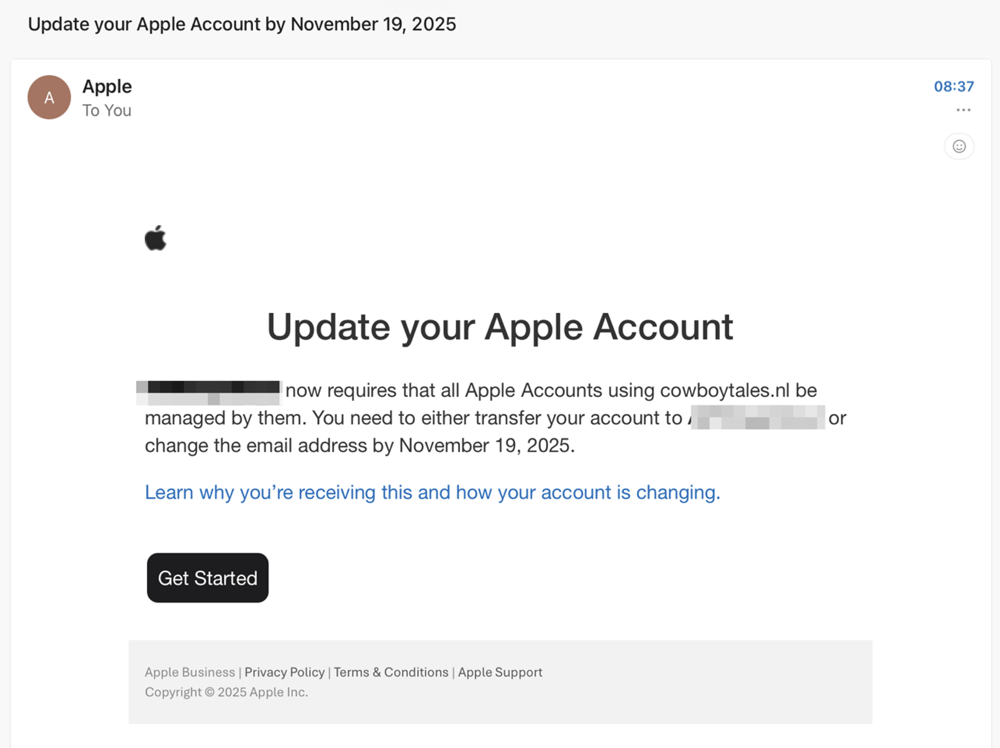 Update your Apple Account by November 19, 2025
A
Apple
08:37
To You
Update your Apple Account
now requires that all Apple Accounts using cowboytales.nl be
managed by them. You need to either transfer your account to or
change the email address by November 19, 2025.
Learn why you’re receiving this and how your account is changing.
Get Started
Apple Business | Privacy Policy | Terms & Conditions | Apple Support
Copyright © 2025 Apple Inc.